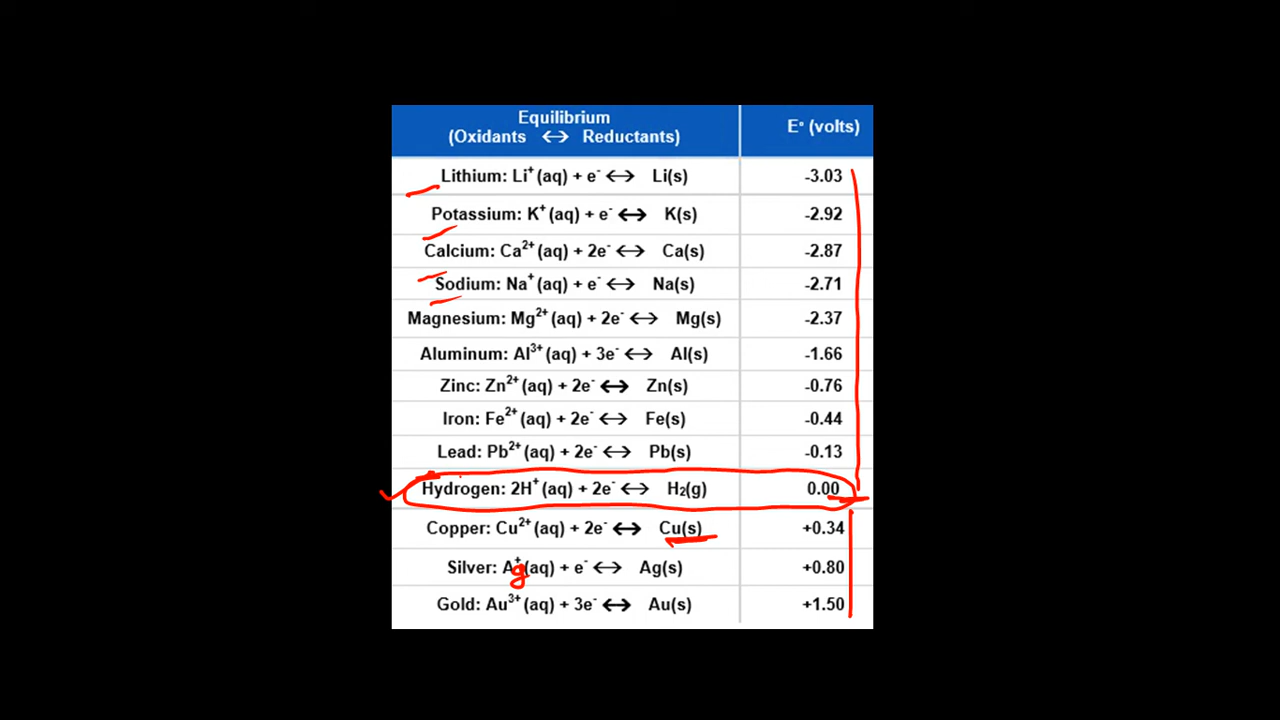 Equilibrium
(Oxidants ↔ Reductants)
E° (volts)
Lithium: Li⁺(aq) + e⁻ ↔ Li(s) -3.03
Potassium: K⁺(aq) + e⁻ ↔ K(s) -2.92
Calcium: Ca²⁺(aq) + 2e⁻ ↔ Ca(s) -2.87
Sodium: Na⁺(aq) + e⁻ ↔ Na(s) -2.71
Magnesium: Mg²⁺(aq) + 2e⁻ ↔ Mg(s) -2.37
Aluminum: Al³⁺(aq) + 3e⁻ ↔ Al(s) -1.66
Zinc: Zn²⁺(aq) + 2e⁻ ↔ Zn(s) -0.76
Iron: Fe²⁺(aq) + 2e⁻ ↔ Fe(s) -0.44
Lead: Pb²⁺(aq) + 2e⁻ ↔ Pb(s) -0.13
Hydrogen: 2H⁺(aq) + 2e⁻ ↔ H₂(g) 0.00
Copper: Cu²⁺(aq) + 2e⁻ ↔ Cu(s) +0.34
Silver: Ag⁺(aq) + e⁻ ↔ Ag(s) +0.80
Gold: Au³⁺(aq) + 3e⁻ ↔ Au(s) +1.50